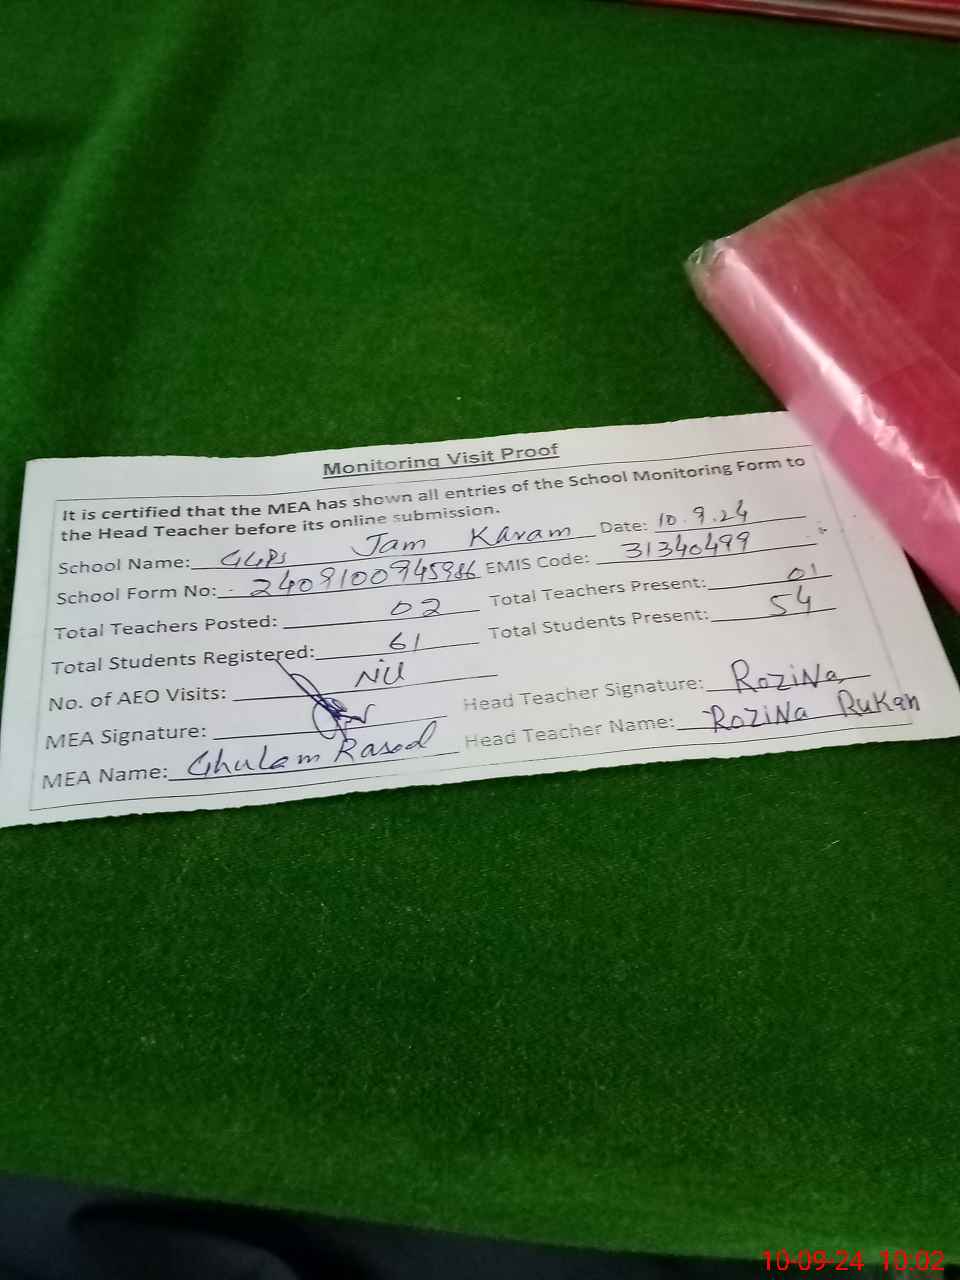 Monitoring Visit Proof
It is certified that the MEA has shown all entries of the School Monitoring Form to
the Head Teacher before its online submission.
School Name: GGPS Jam Karam Date: 10.9.24
School Form No: 2409100945986 EMIS Code: 31340499
Total Teachers Posted: 02 Total Teachers Present: 01
Total Students Registered: 61 Total Students Present: 54
No. of AEO Visits: Nil
MEA Signature: Head Teacher Signature: RoziNa
MEA Name: Ghulam Rasool Head Teacher Name: RoziNa RuKan
10-09-24 10:02